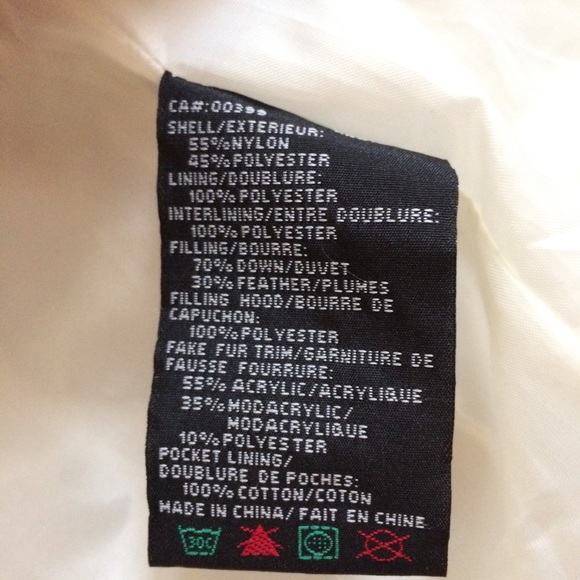 CA#:00399
SHELL/EXTERIEUR:
55%NYLON
45%POLYESTER
LINING/DOUBLURE:
100%POLYESTER
INTERLINING/ENTRE DOUBLURE:
100%POLYESTER
FILLING/BOURRE:
70%DOWN/DUVET
30%FEATHER/PLUMES
FILLING HOOD/BOURRE DE
CAPUCHON:
100%POLYESTER
FAKE FUR TRIM/GARNITURE DE
FAUSSE FOURRURE:
55%ACRYLIC/ACRYLIQUE
35%MODACRYLIC/
MODACRYLIQUE
10%POLYESTER
POCKET LINING/
DOUBLURE DE POCHES:
100%COTTON/COTON
MADE IN CHINA/FAIT EN CHINE
30C